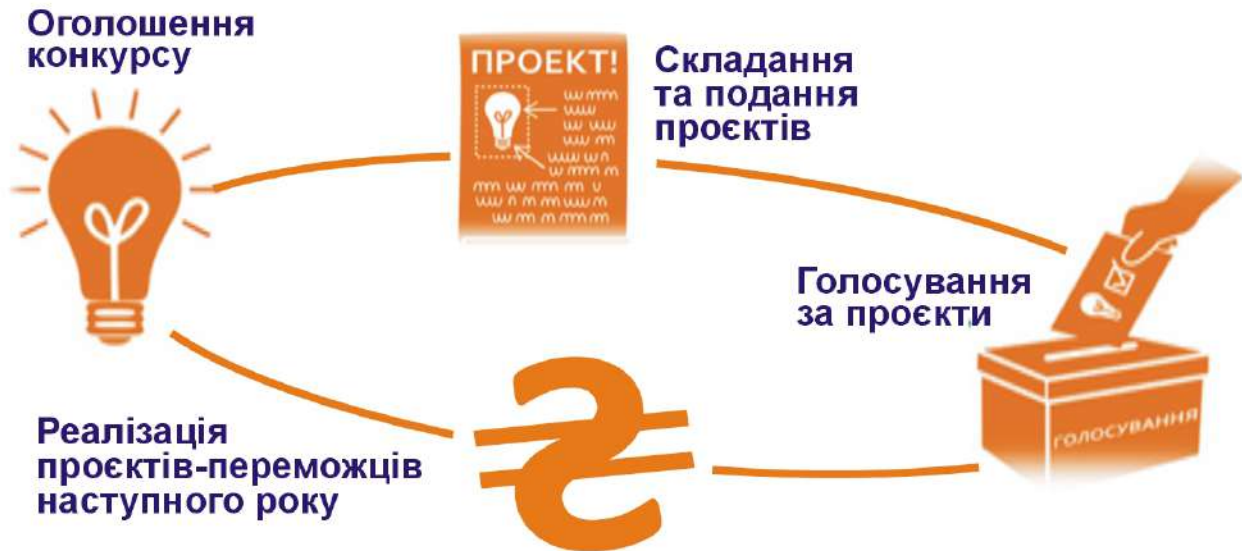 Оголошення
конкурсу
ПРОЕКТ!
Складання
та подання
проєктів
Голосування
за проєкти
ГОЛОСУВАННЯ
Реалізація
проєктів-переможців
наступного року
₴